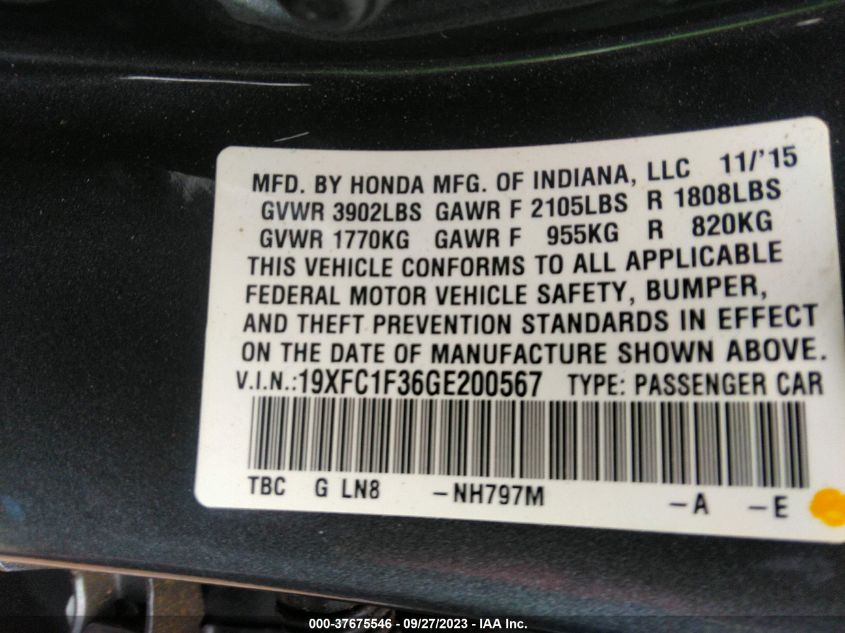 MFD. BY HONDA MFG. OF INDIANA, LLC 11/'15
GVWR 3902LBS GAWR F 2105LBS R 1808LBS
GVWR 1770KG GAWR F 955KG R 820KG
THIS VEHICLE CONFORMS TO ALL APPLICABLE
FEDERAL MOTOR VEHICLE SAFETY, BUMPER,
AND THEFT PREVENTION STANDARDS IN EFFECT
ON THE DATE OF MANUFACTURE SHOWN ABOVE.
V.I.N.:19XFC1F36GE200567 TYPE: PASSENGER CAR
TBC G LN8 -NH797M -A -E
000-37675546 - 09/27/2023 - IAA Inc.